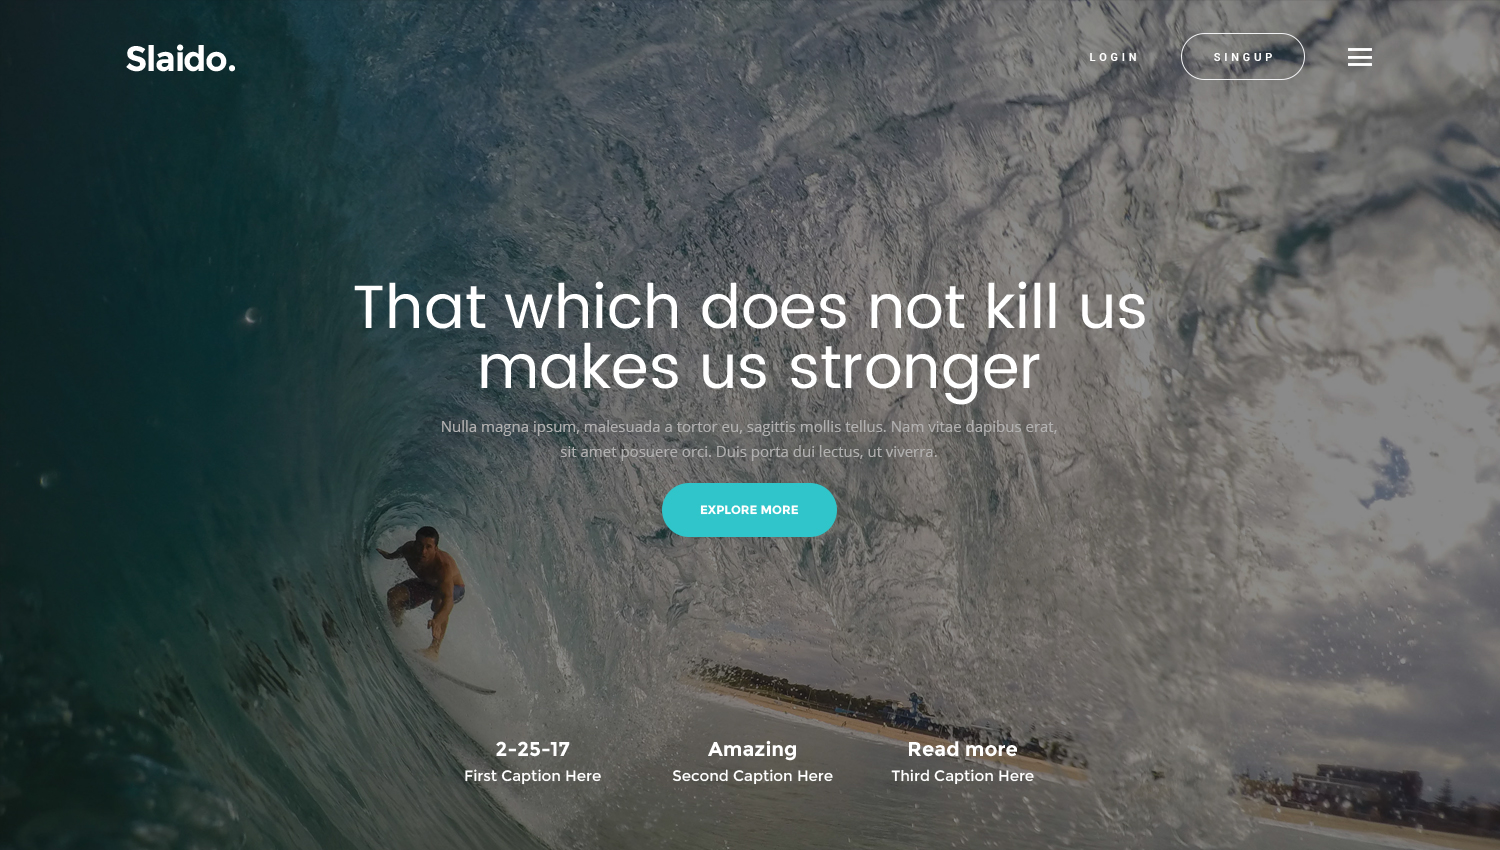 Slaido.
LOGIN
SINGUP
That which does not kill us
makes us stronger
Nulla magna ipsum, malesuada a tortor eu, sagittis mollis tellus. Nam vitae dapibus erat,
sit amet posuere orci. Duis porta dui lectus, ut viverra.
EXPLORE MORE
2-25-17
First Caption Here
Amazing
Second Caption Here
Read more
Third Caption Here